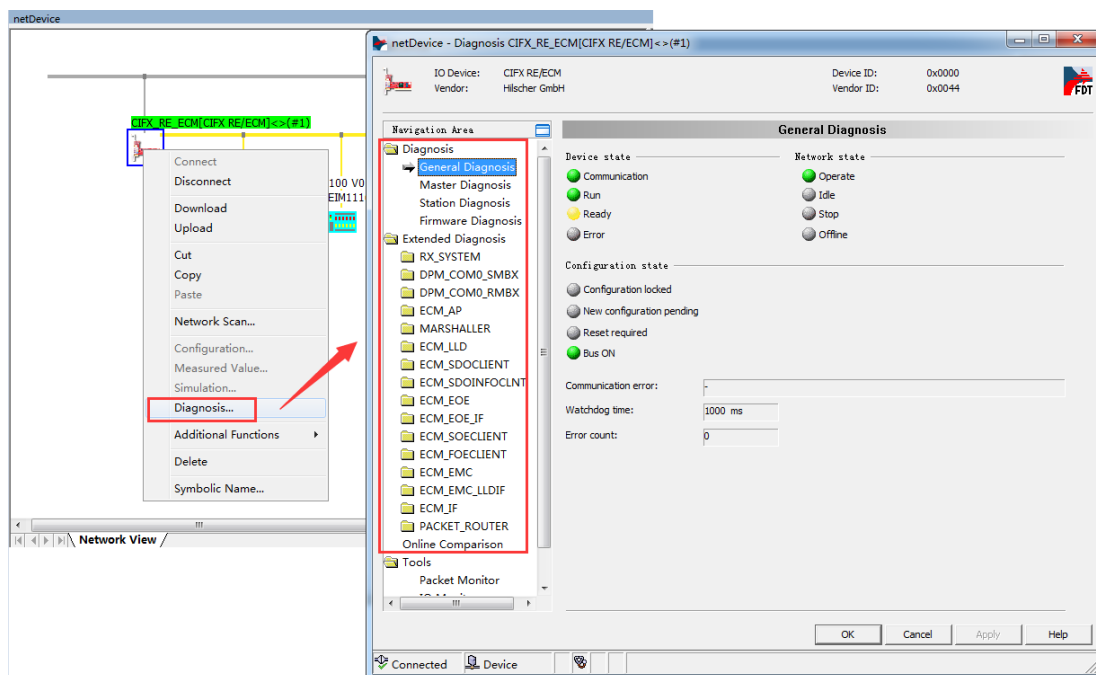 netDevice
CIFX_RE_ECM[CIFX RE/ECM]<>(#1)
100 V0
EIM111
Connect
Disconnect
Download
Upload
Cut
Copy
Paste
Network Scan...
Configuration...
Measured Value...
Simulation...
Diagnosis...
Additional Functions
Delete
Symbolic Name...
Network View
netDevice - Diagnosis CIFX_RE_ECM[CIFX RE/ECM]<>(#1)
IO Device: CIFX RE/ECM Device ID: 0x0000
Vendor: Hilscher GmbH Vendor ID: 0x0044
FDT
Navigation Area
Diagnosis
General Diagnosis
Master Diagnosis
Station Diagnosis
Firmware Diagnosis
Extended Diagnosis
RX_SYSTEM
DPM_COM0_SMBX
DPM_COM0_RMBX
ECM_AP
MARSHALLER
ECM_LLD
ECM_SDOCLIENT
ECM_SDOINFOCLNT
ECM_EOE
ECM_EOE_IF
ECM_SOECLIENT
ECM_FOECLIENT
ECM_EMC
ECM_EMC_LLDIF
ECM_IF
PACKET_ROUTER
Online Comparison
Tools
Packet Monitor
General Diagnosis
Device state Network state
Communication Operate
Run Idle
Ready Stop
Error Offline
Configuration state
Configuration locked
New configuration pending
Reset required
Bus ON
Communication error: -
Watchdog time: 1000 ms
Error count: 0
OK Cancel Apply Help
Connected Device